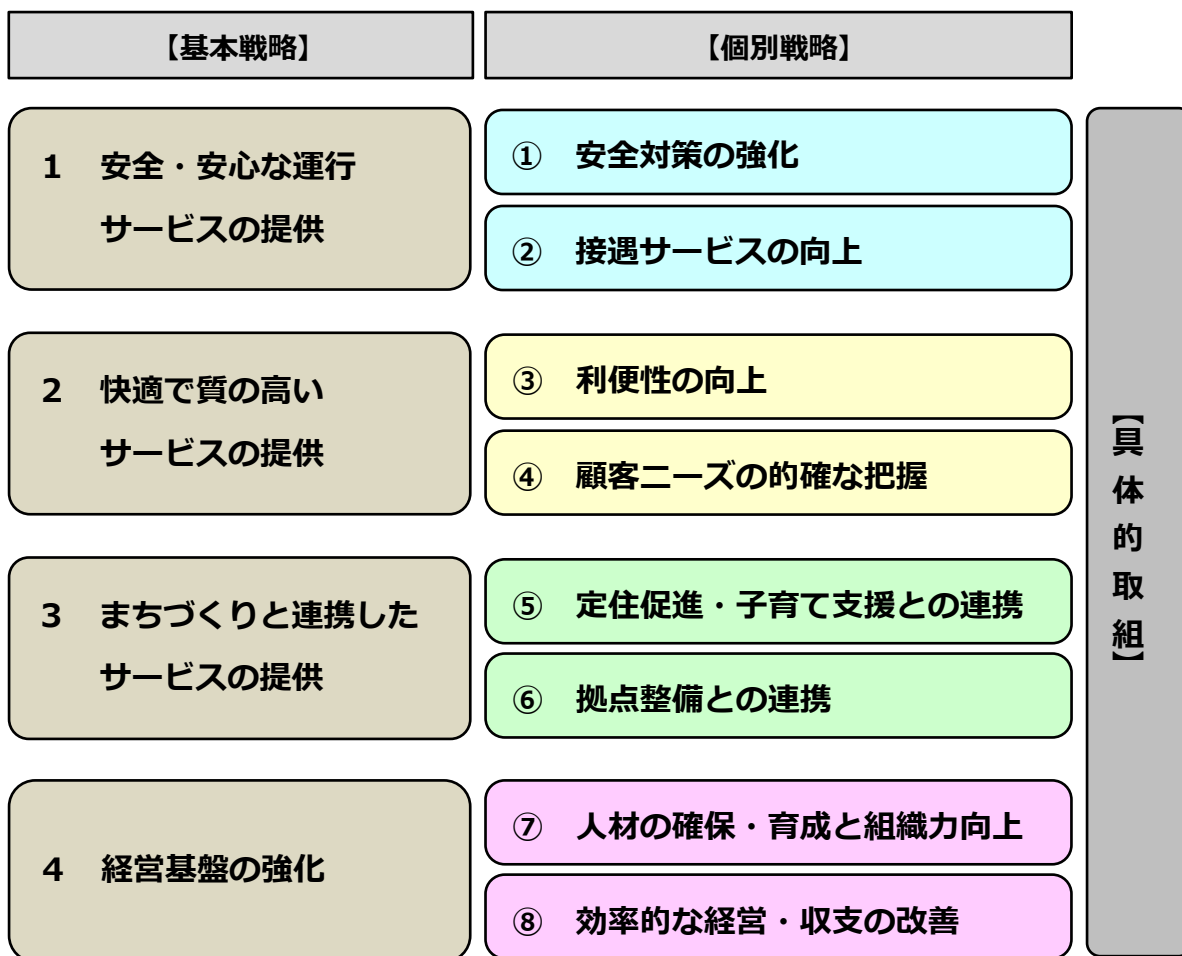 【基本戦略】
【個別戦略】
1 安全・安心な運行
サービスの提供
① 安全対策の強化
② 接遇サービスの向上
2 快適で質の高い
サービスの提供
③ 利便性の向上
④ 顧客ニーズの的確な把握
3 まちづくりと連携した
サービスの提供
⑤ 定住促進・子育て支援との連携
⑥ 拠点整備との連携
4 経営基盤の強化
⑦ 人材の確保・育成と組織力向上
⑧ 効率的な経営・収支の改善
【具体的取組】